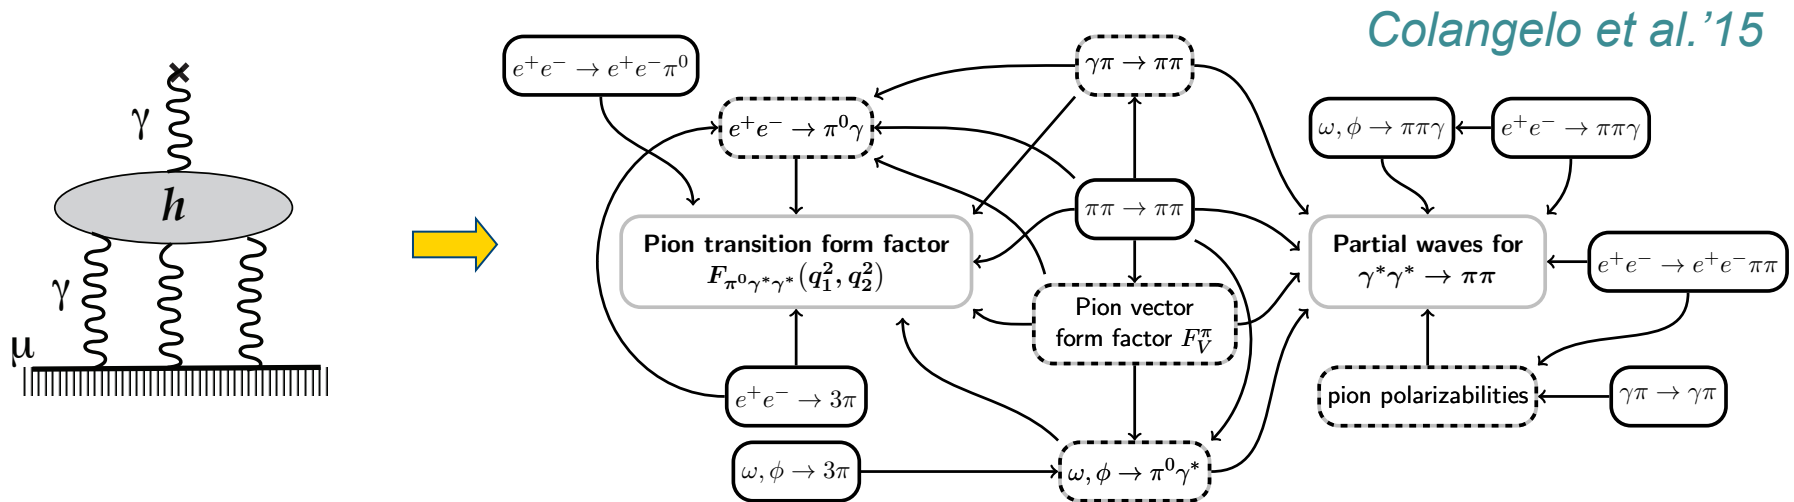 Colangelo et al.'15
γ
h
γ
μ
e⁺e⁻ → e⁺e⁻π⁰
γπ → ππ
e⁺e⁻ → π⁰γ
ω, φ → ππγ
e⁺e⁻ → ππγ
ππ → ππ
Pion transition form factor
F_{π⁰γ*γ*}(q₁², q₂²)
Partial waves for
γ*γ* → ππ
e⁺e⁻ → e⁺e⁻ππ
Pion vector
form factor F_V^π
e⁺e⁻ → 3π
pion polarizabilities
γπ → γπ
ω, φ → 3π
ω, φ → π⁰γ*